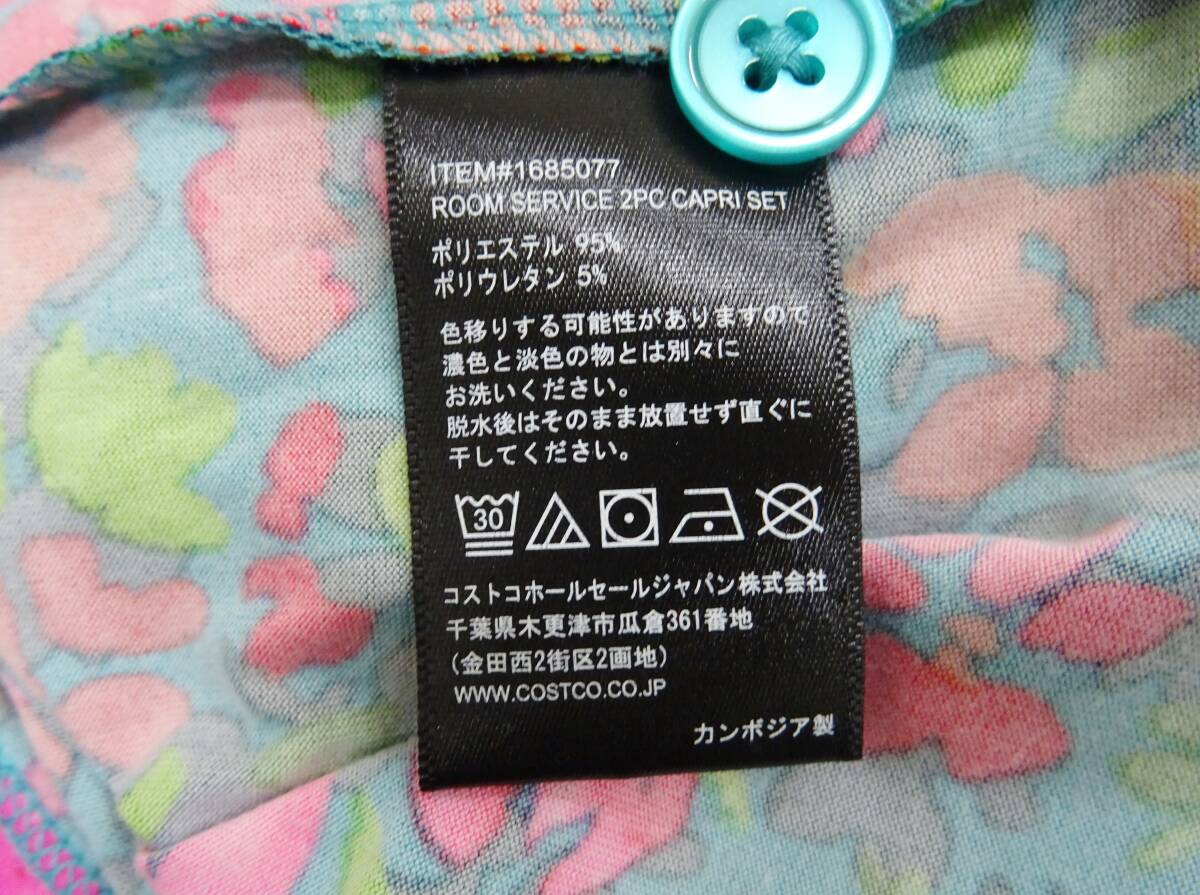 ITEM#1685077
ROOM SERVICE 2PC CAPRI SET
ポリエステル 95%
ポリウレタン 5%
色移りする可能性がありますので
濃色と淡色の物とは別々に
お洗いください。
脱水後はそのまま放置せず直ぐに
干してください。
30
コストコホールセールジャパン株式会社
千葉県木更津市瓜倉361番地
(金田西2街区2画地)
WWW.COSTCO.CO.JP
カンボジア製